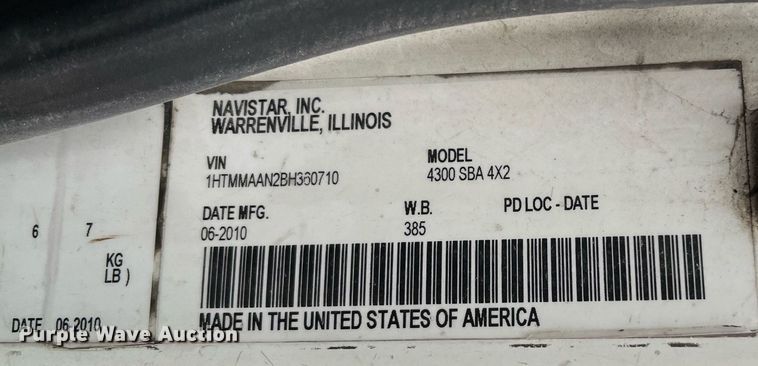 NAVISTAR, INC.
WARRENVILLE, ILLINOIS
VIN MODEL
1HTMMAAN2BH360710 4300 SBA 4X2
DATE MFG. W.B. PD LOC - DATE
06-2010 385
MADE IN THE UNITED STATES OF AMERICA
6 7
KG
LB )
DATE 06-2010
Purple Wave Auction